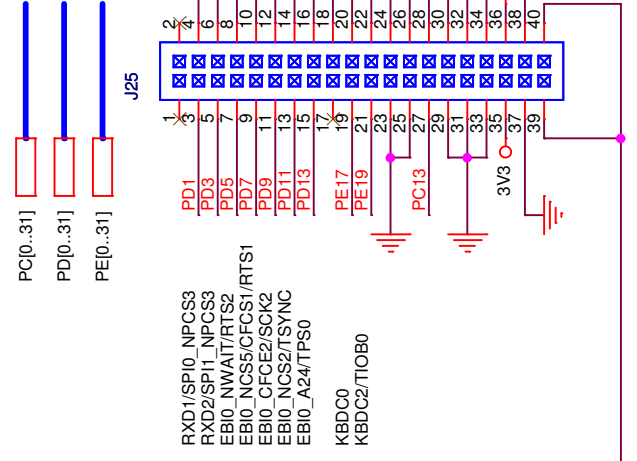 2 4 6 8 10 12 14 16 18 20 22 24 26 28 30 32 34 36 38 40
J25
1 3 5 7 9 11 13 15 17 19 21 23 25 27 29 31 33 35 37 39
PD1
PD3
PD5
PD7
PD9
PD11
PD13
PE17
PE19
PC13
3V3
PC[0..31]
PD[0..31]
PE[0..31]
RXD1/SPI0_NPCS3
RXD2/SPI1_NPCS3
EBI0_NWAIT/RTS2
EBI0_NCS5/CFCS1/RTS1
EBI0_CFCE2/SCK2
EBI0_NCS2/TSYNC
EBI0_A24/TPS0
KBDC0
KBDC2/TIOB0